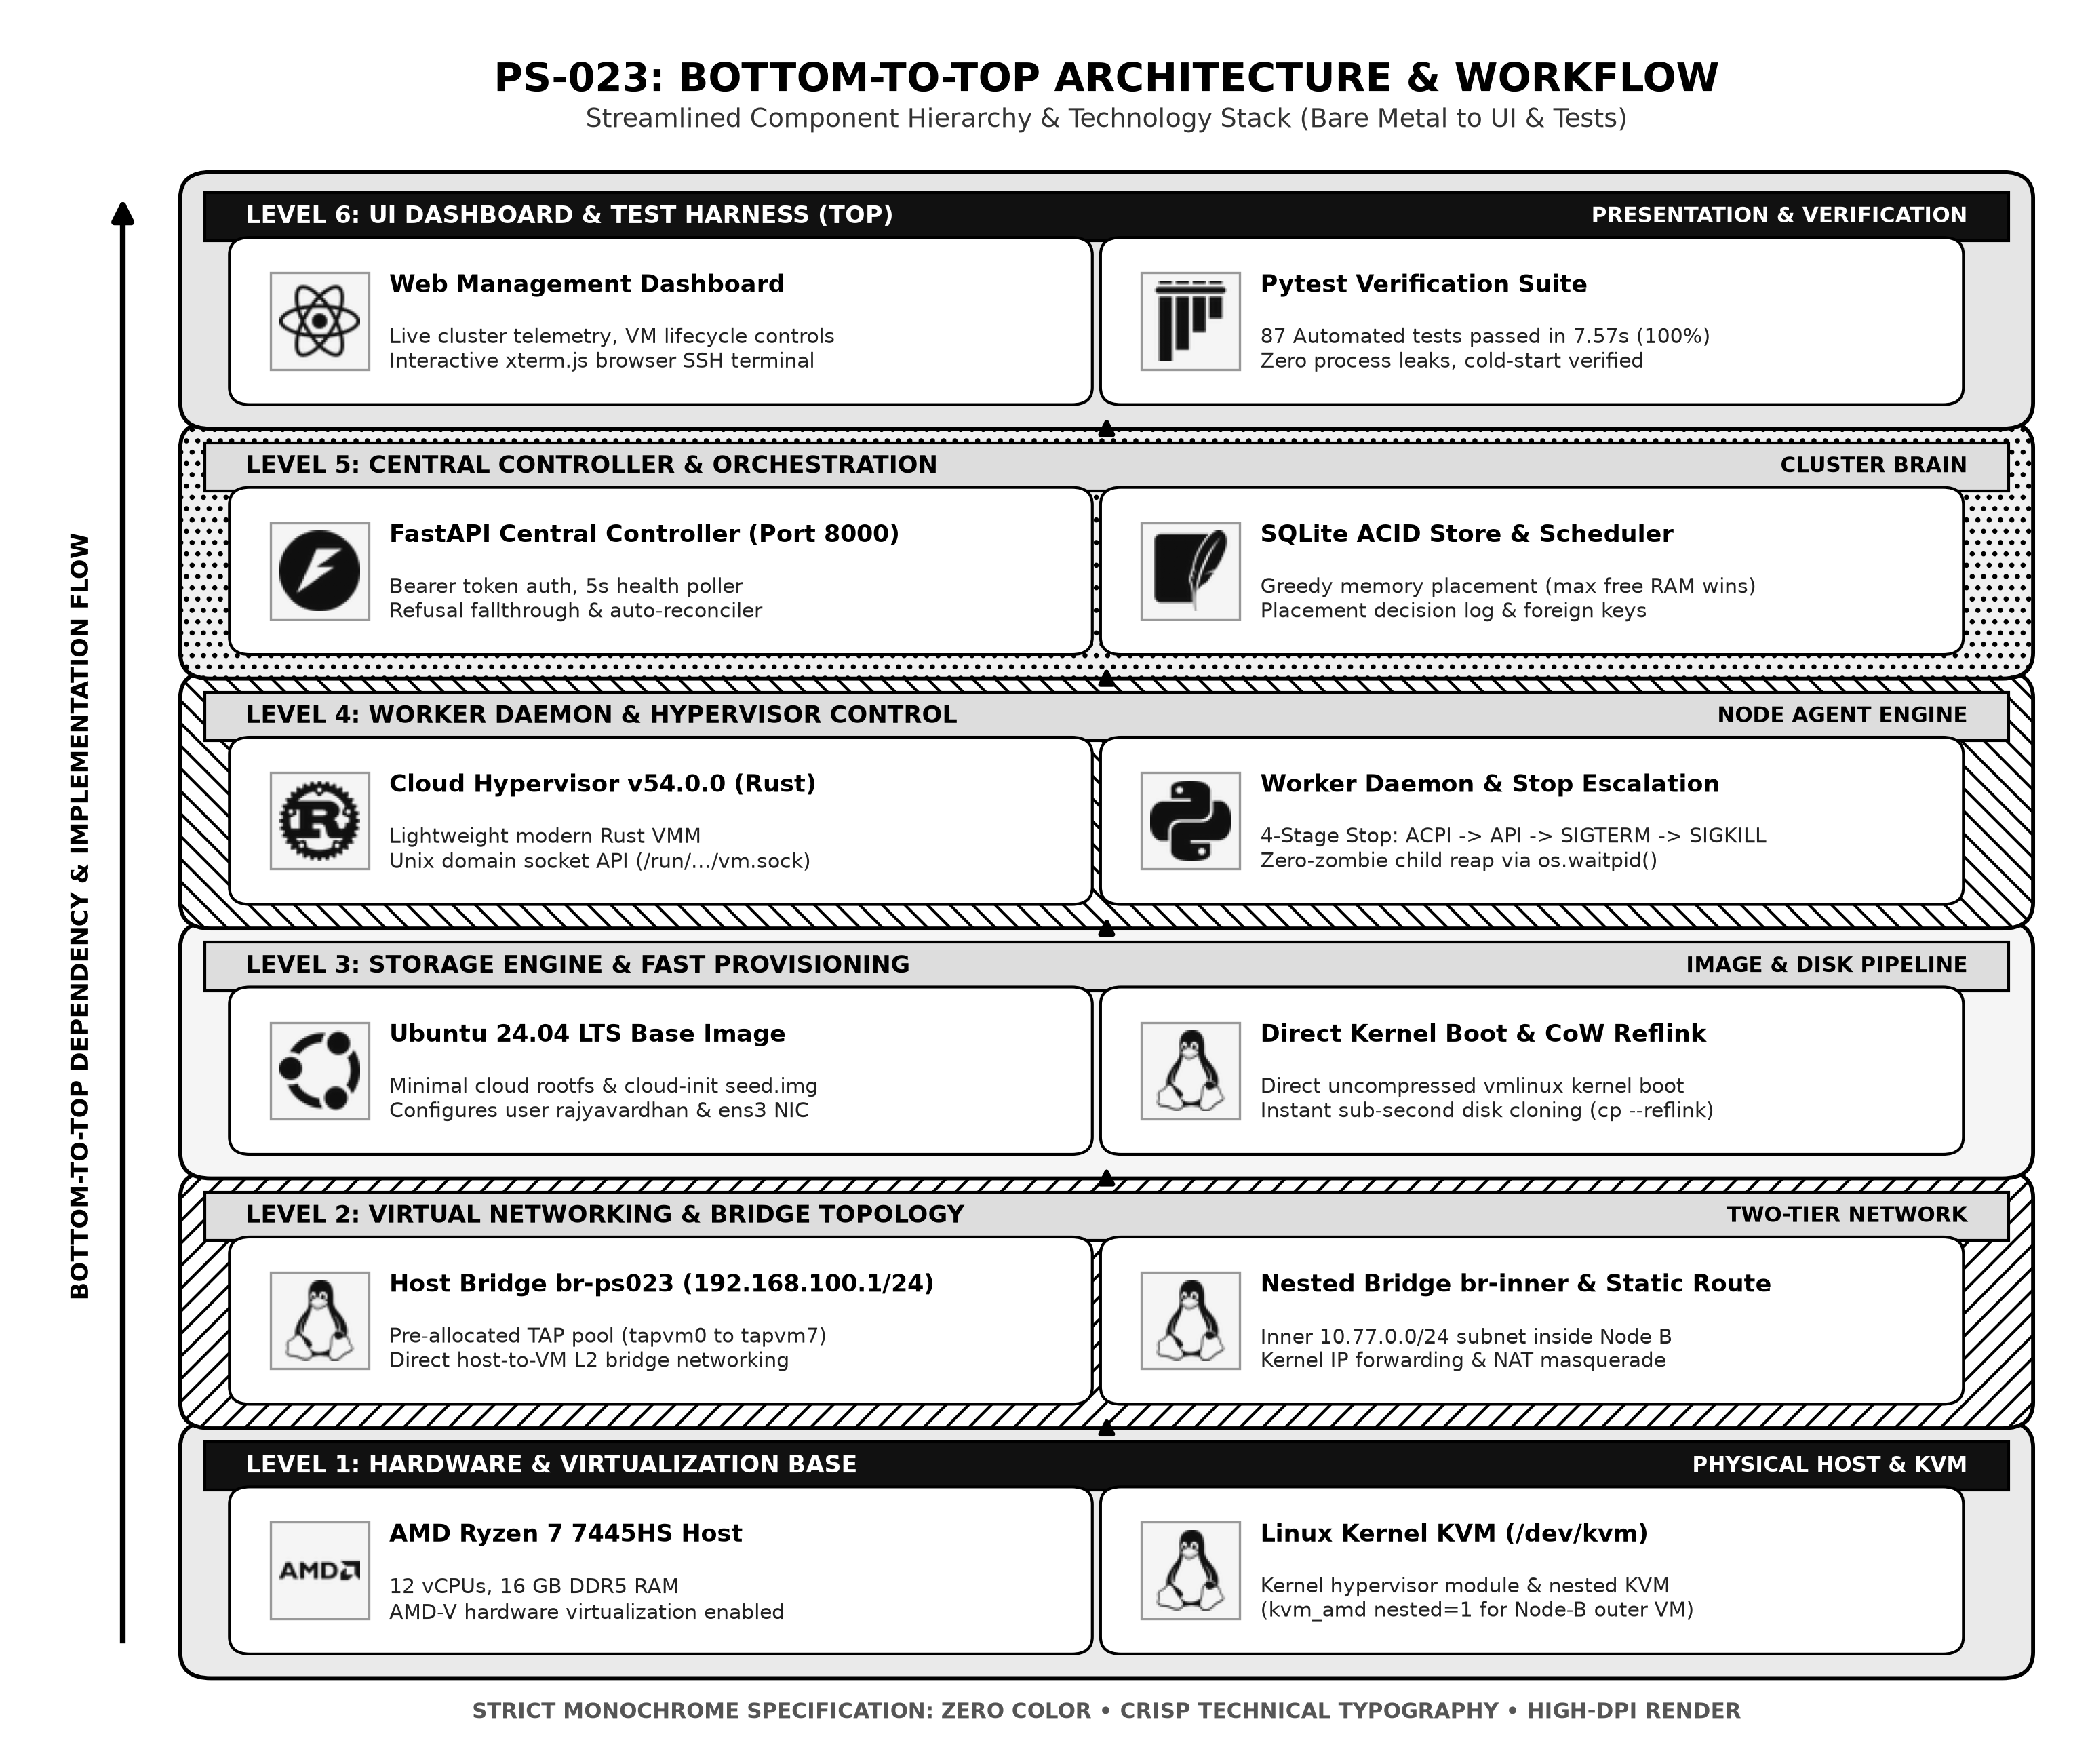 PS-023: BOTTOM-TO-TOP ARCHITECTURE & WORKFLOW
Streamlined Component Hierarchy & Technology Stack (Bare Metal to UI & Tests)
BOTTOM-TO-TOP DEPENDENCY & IMPLEMENTATION FLOW
LEVEL 6: UI DASHBOARD & TEST HARNESS (TOP)
PRESENTATION & VERIFICATION
Web Management Dashboard
Live cluster telemetry, VM lifecycle controls
Interactive xterm.js browser SSH terminal
Pytest Verification Suite
87 Automated tests passed in 7.57s (100%)
Zero process leaks, cold-start verified
LEVEL 5: CENTRAL CONTROLLER & ORCHESTRATION
CLUSTER BRAIN
FastAPI Central Controller (Port 8000)
Bearer token auth, 5s health poller
Refusal fallthrough & auto-reconciler
SQLite ACID Store & Scheduler
Greedy memory placement (max free RAM wins)
Placement decision log & foreign keys
LEVEL 4: WORKER DAEMON & HYPERVISOR CONTROL
NODE AGENT ENGINE
R
Cloud Hypervisor v54.0.0 (Rust)
Lightweight modern Rust VMM
Unix domain socket API (/run/.../vm.sock)
Worker Daemon & Stop Escalation
4-Stage Stop: ACPI -> API -> SIGTERM -> SIGKILL
Zero-zombie child reap via os.waitpid()
LEVEL 3: STORAGE ENGINE & FAST PROVISIONING
IMAGE & DISK PIPELINE
Ubuntu 24.04 LTS Base Image
Minimal cloud rootfs & cloud-init seed.img
Configures user rajyavardhan & ens3 NIC
Direct Kernel Boot & CoW Reflink
Direct uncompressed vmlinux kernel boot
Instant sub-second disk cloning (cp --reflink)
LEVEL 2: VIRTUAL NETWORKING & BRIDGE TOPOLOGY
TWO-TIER NETWORK
Host Bridge br-ps023 (192.168.100.1/24)
Pre-allocated TAP pool (tapvm0 to tapvm7)
Direct host-to-VM L2 bridge networking
Nested Bridge br-inner & Static Route
Inner 10.77.0.0/24 subnet inside Node B
Kernel IP forwarding & NAT masquerade
LEVEL 1: HARDWARE & VIRTUALIZATION BASE
PHYSICAL HOST & KVM
AMD
AMD Ryzen 7 7445HS Host
12 vCPUs, 16 GB DDR5 RAM
AMD-V hardware virtualization enabled
Linux Kernel KVM (/dev/kvm)
Kernel hypervisor module & nested KVM
(kvm_amd nested=1 for Node-B outer VM)
STRICT MONOCHROME SPECIFICATION: ZERO COLOR • CRISP TECHNICAL TYPOGRAPHY • HIGH-DPI RENDER